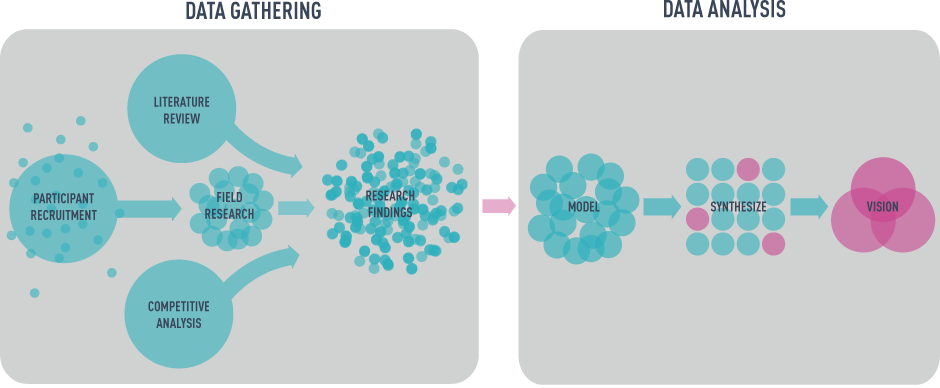 DATA GATHERING
LITERATURE
REVIEW
PARTICIPANT
RECRUITMENT
FIELD
RESEARCH
RESEARCH
FINDINGS
COMPETITIVE
ANALYSIS
DATA ANALYSIS
MODEL
SYNTHESIZE
VISION